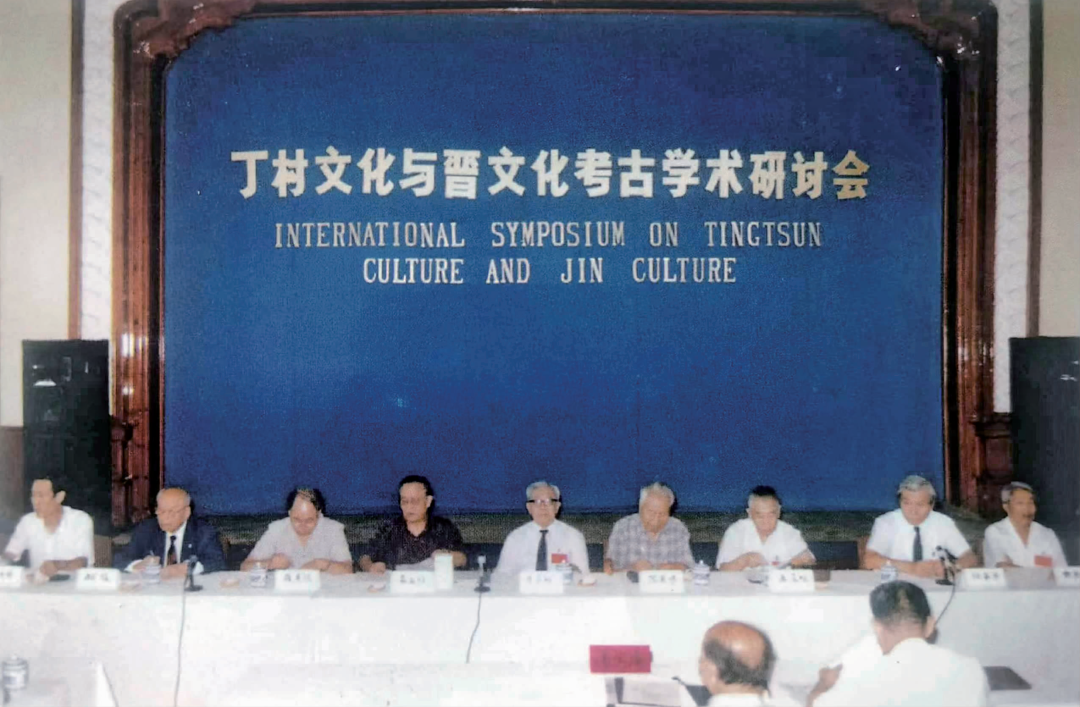 丁村文化与晋文化考古学术研讨会
INTERNATIONAL SYMPOSIUM ON TINGTSUN
CULTURE AND JIN CULTURE